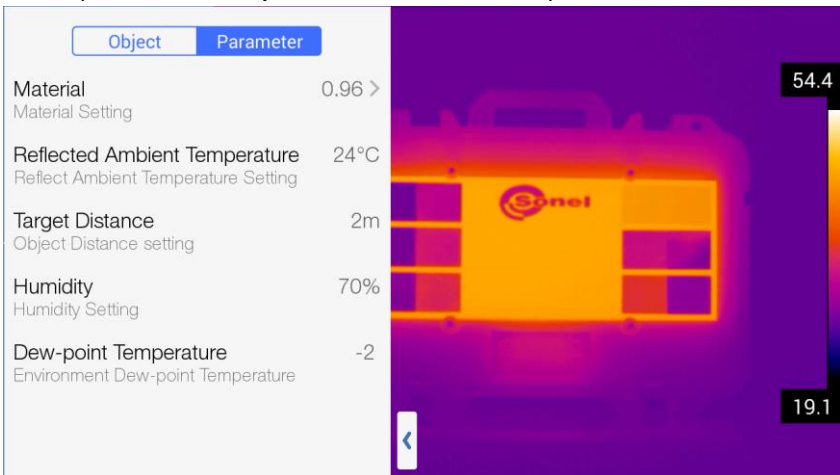 Object Parameter
Material 0.96 >
Material Setting
Reflected Ambient Temperature 24°C
Reflect Ambient Temperature Setting
Target Distance 2m
Object Distance setting
Humidity 70%
Humidity Setting
Dew-point Temperature -2
Environment Dew-point Temperature
Sonel
54.4
19.1